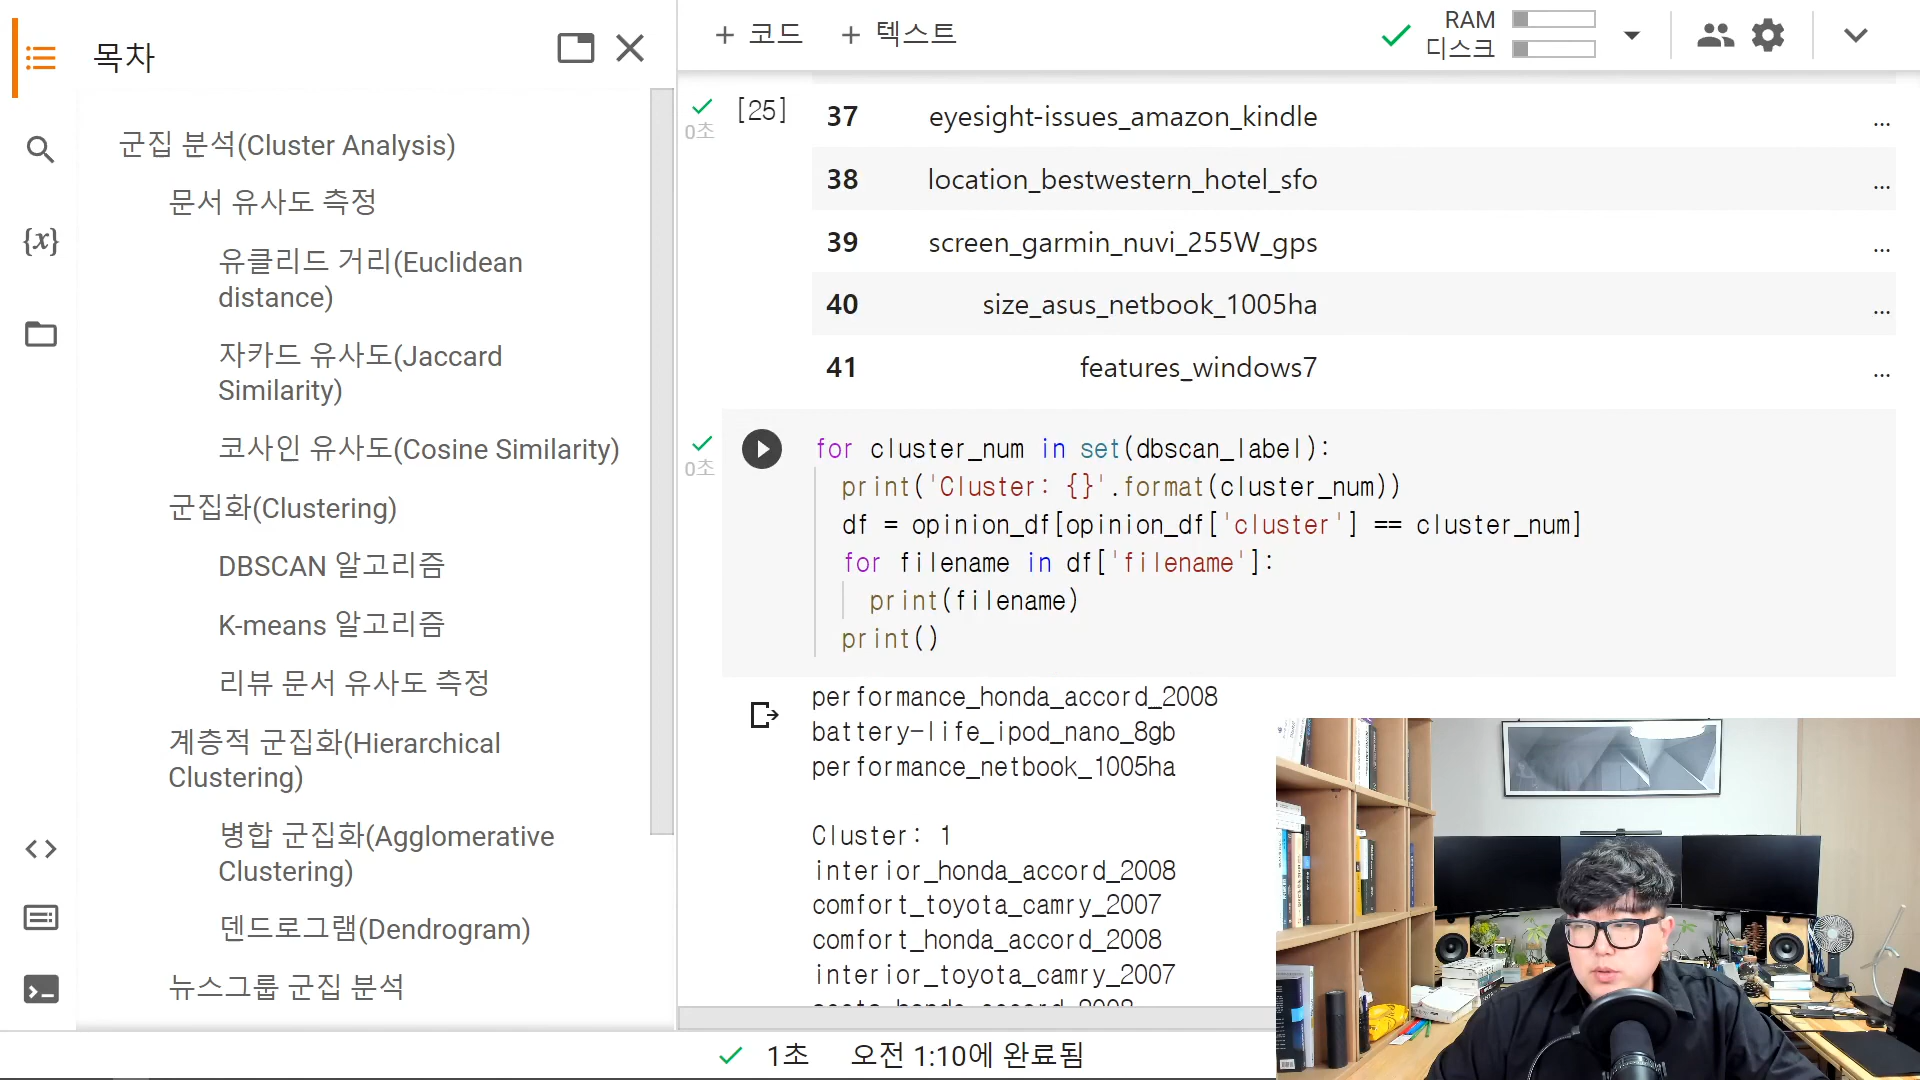 목차
군집 분석(Cluster Analysis)
문서 유사도 측정
유클리드 거리(Euclidean
distance)
자카드 유사도(Jaccard
Similarity)
코사인 유사도(Cosine Similarity)
군집화(Clustering)
DBSCAN 알고리즘
K-means 알고리즘
리뷰 문서 유사도 측정
계층적 군집화(Hierarchical
Clustering)
병합 군집화(Agglomerative
Clustering)
덴드로그램(Dendrogram)
뉴스그룹 군집 분석
{x}
+ 코드 + 텍스트
RAM
디스크
0초 [25]
37 eyesight-issues_amazon_kindle ...
38 location_bestwestern_hotel_sfo ...
39 screen_garmin_nuvi_255W_gps ...
40 size_asus_netbook_1005ha ...
41 features_windows7 ...
0초
for cluster_num in set(dbscan_label):
print('Cluster: {}'.format(cluster_num))
df = opinion_df[opinion_df['cluster'] == cluster_num]
for filename in df['filename']:
print(filename)
print()
performance_honda_accord_2008
battery-life_ipod_nano_8gb
performance_netbook_1005ha
Cluster: 1
interior_honda_accord_2008
comfort_toyota_camry_2007
comfort_honda_accord_2008
interior_toyota_camry_2007
1초 오전 1:10에 완료됨